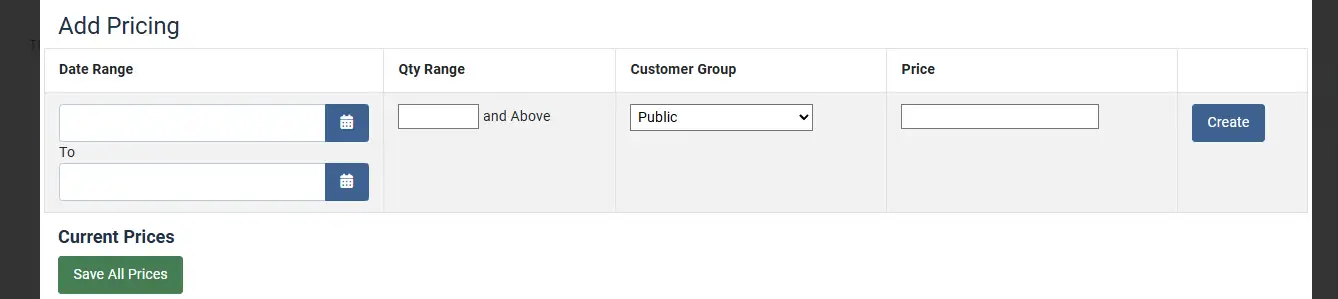 Add Pricing
Date Range Qty Range Customer Group Price
and Above Public Create
To
Current Prices
Save All Prices